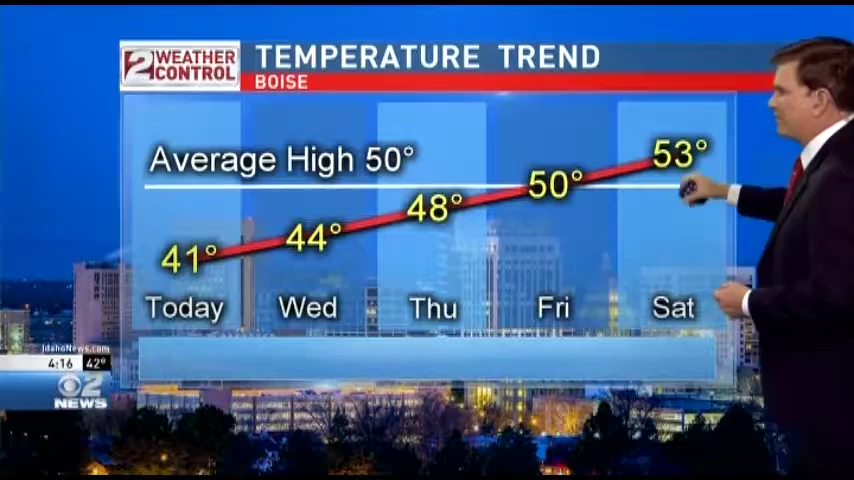 2 WEATHER
CONTROL
TEMPERATURE TREND
BOISE
Average High 50°
41° 44° 48° 50° 53°
Today Wed Thu Fri Sat
IdahoNews.com
4:16 42°
2
NEWS